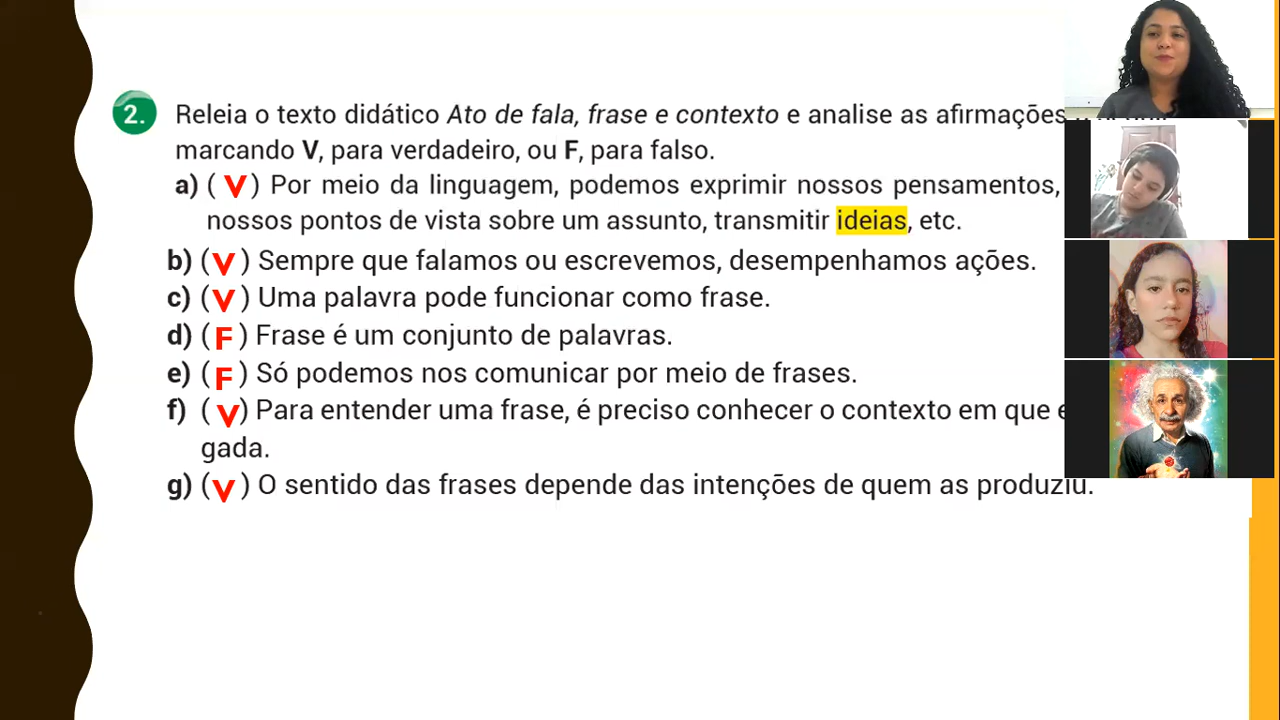 2. Releia o texto didático Ato de fala, frase e contexto e analise as afirmações
marcando V, para verdadeiro, ou F, para falso.
a) ( V ) Por meio da linguagem, podemos exprimir nossos pensamentos,
nossos pontos de vista sobre um assunto, transmitir ideias, etc.
b) ( V ) Sempre que falamos ou escrevemos, desempenhamos ações.
c) ( V ) Uma palavra pode funcionar como frase.
d) ( F ) Frase é um conjunto de palavras.
e) ( F ) Só podemos nos comunicar por meio de frases.
f) ( V ) Para entender uma frase, é preciso conhecer o contexto em que
gada.
g) ( V ) O sentido das frases depende das intenções de quem as produziu.